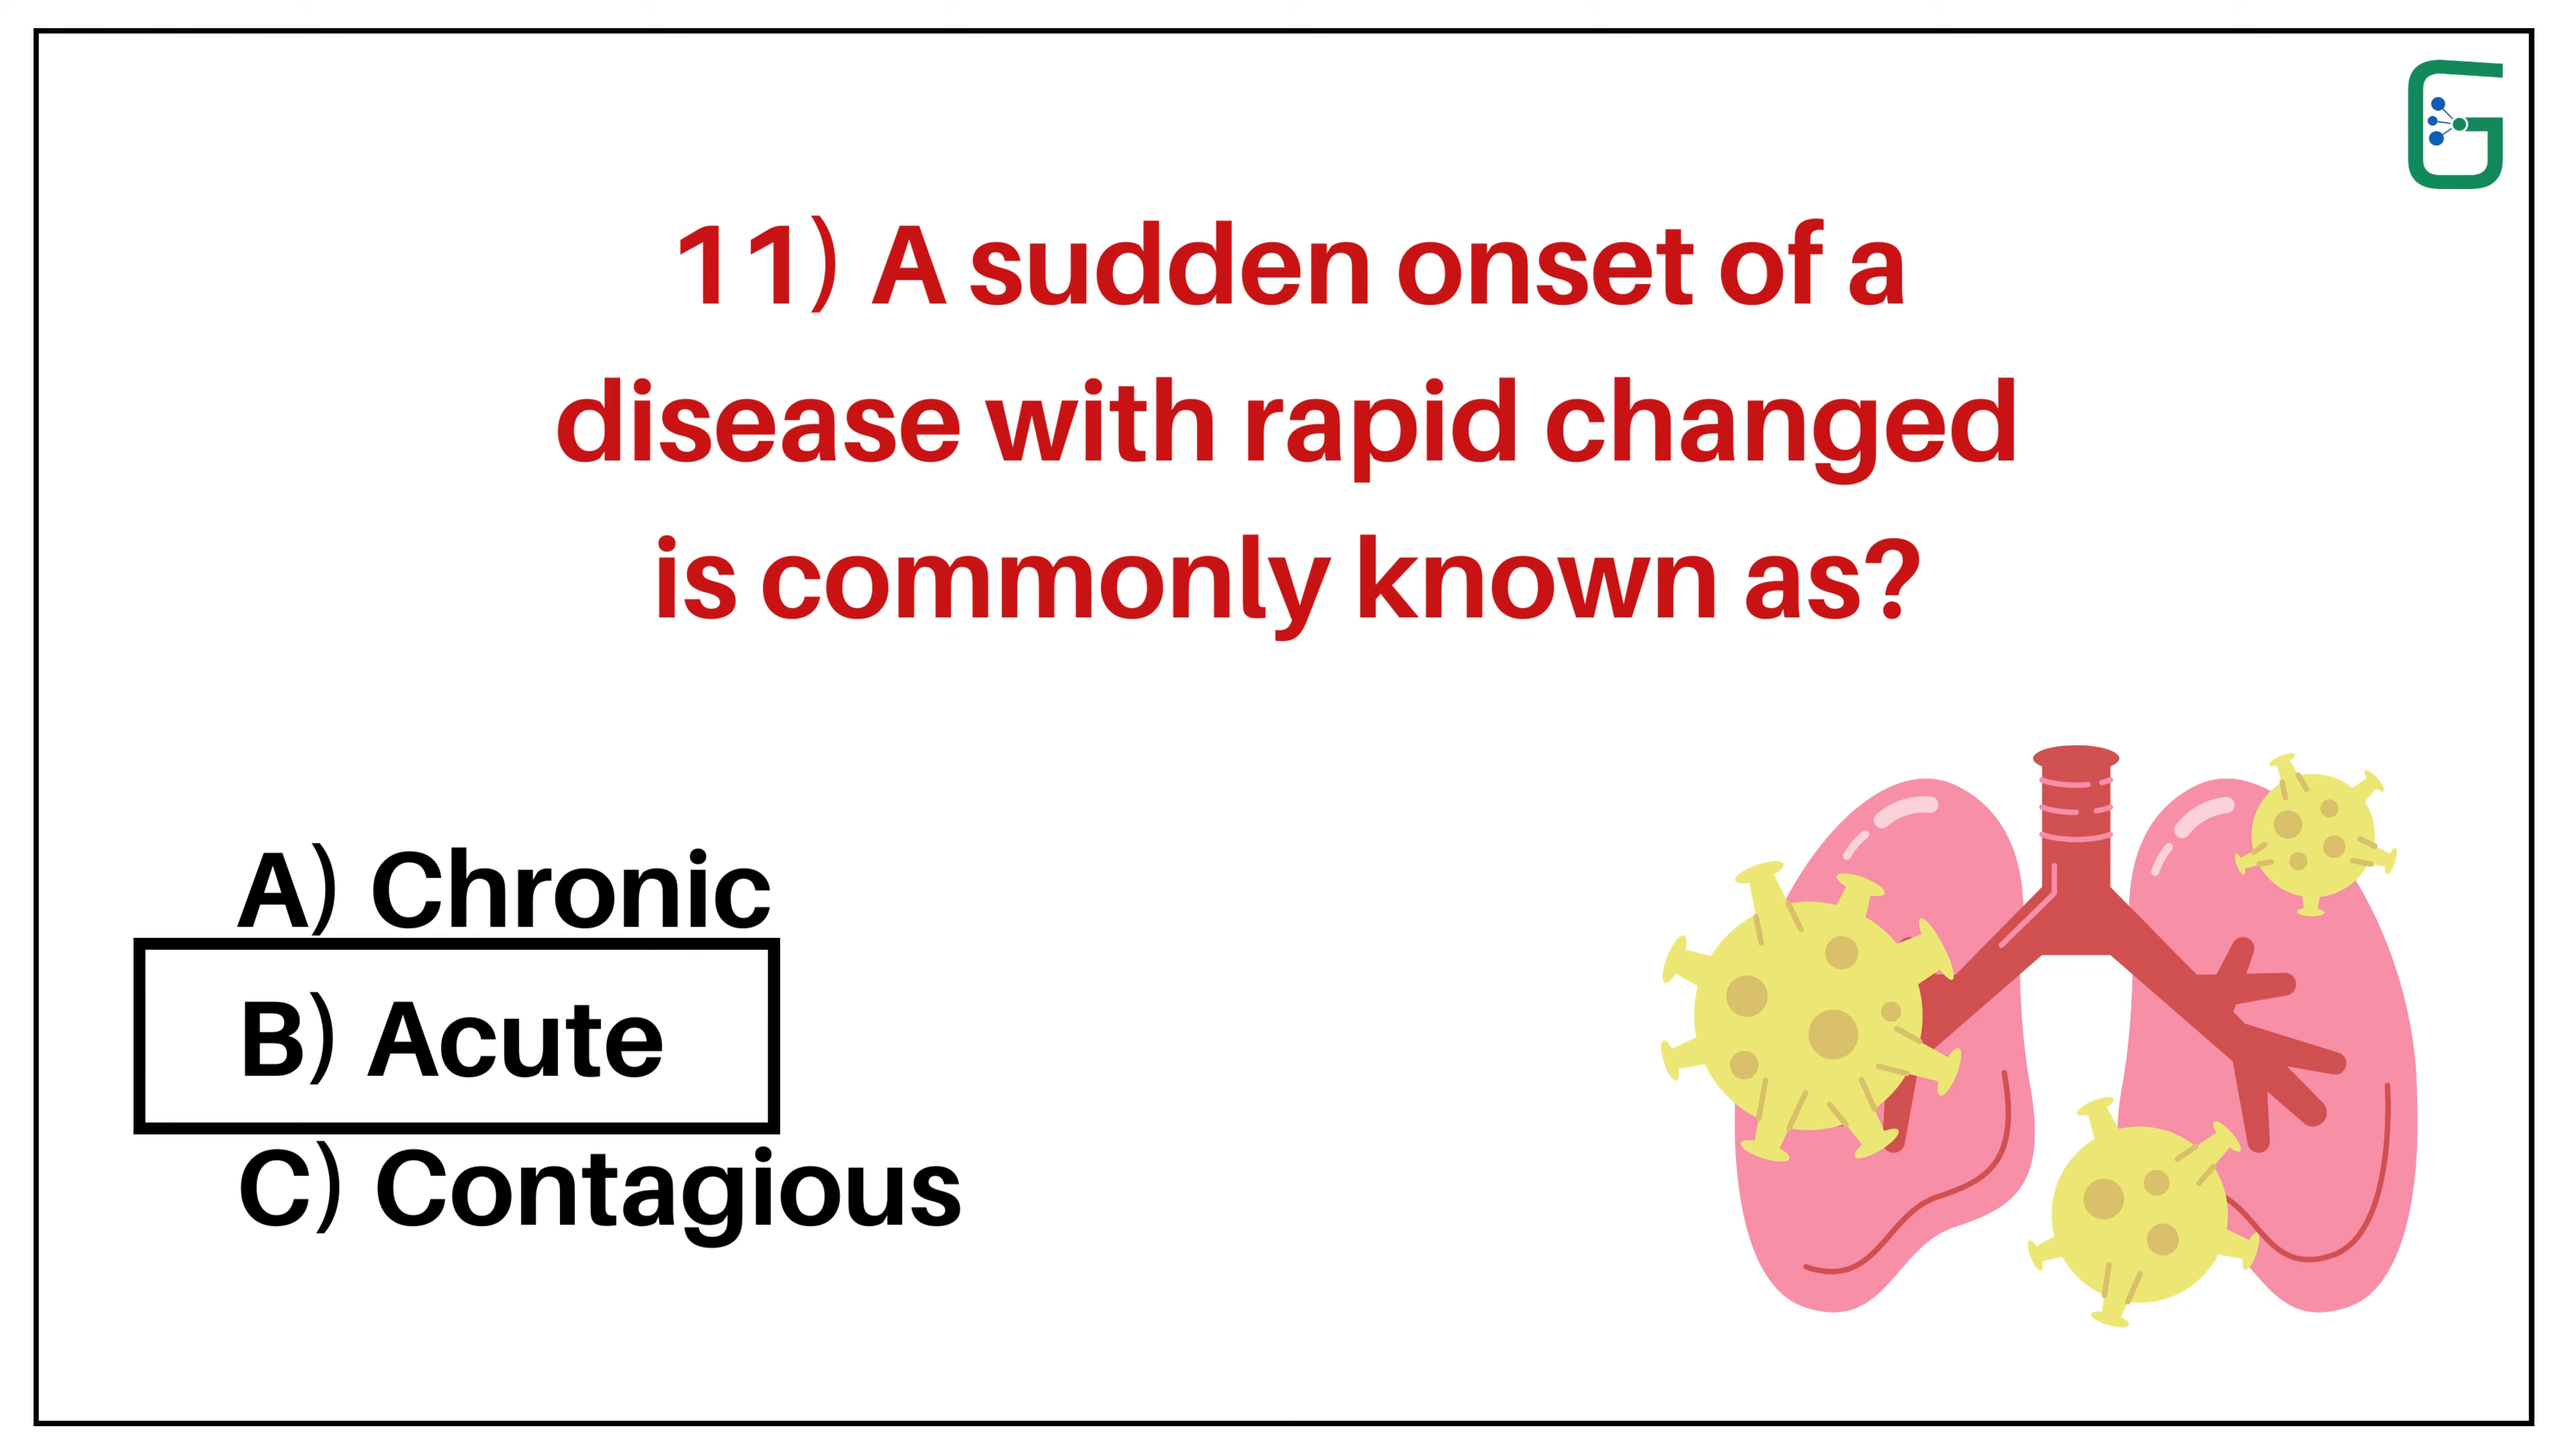 11) A sudden onset of a
disease with rapid changed
is commonly known as?
A) Chronic
B) Acute
C) Contagious